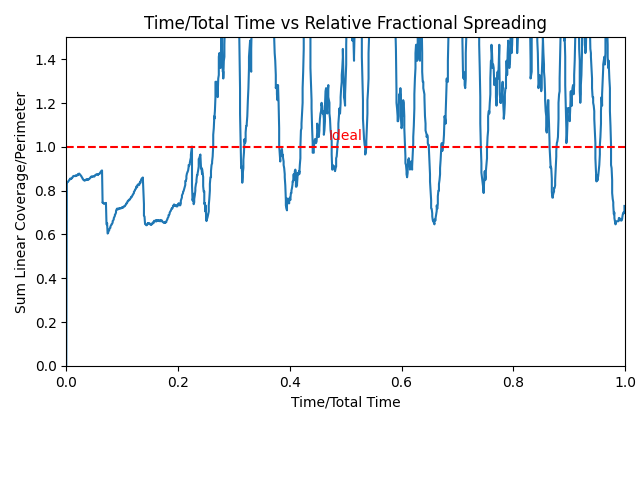 Time/Total Time vs Relative Fractional Spreading
Sum Linear Coverage/Perimeter
1.4
1.2
1.0
0.8
0.6
0.4
0.2
0.0
Ideal
0.0 0.2 0.4 0.6 0.8 1.0
Time/Total Time